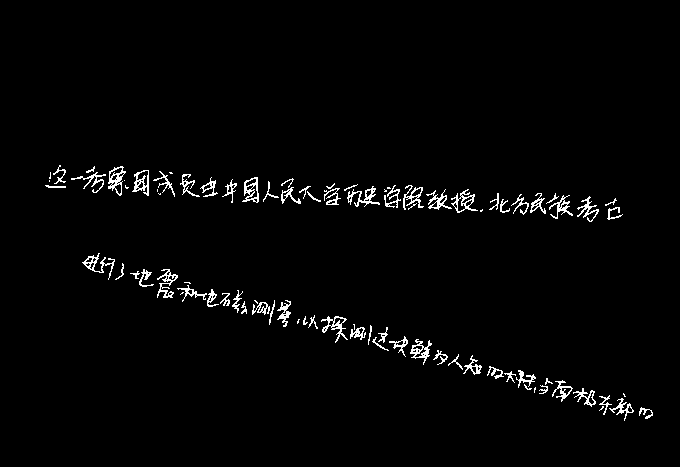 这一考察团成员由中国人民大学历史学院教授、北方民族考古
进行了地震和地磁测量,以探测这块鲜为人知的大陆与南极东部的